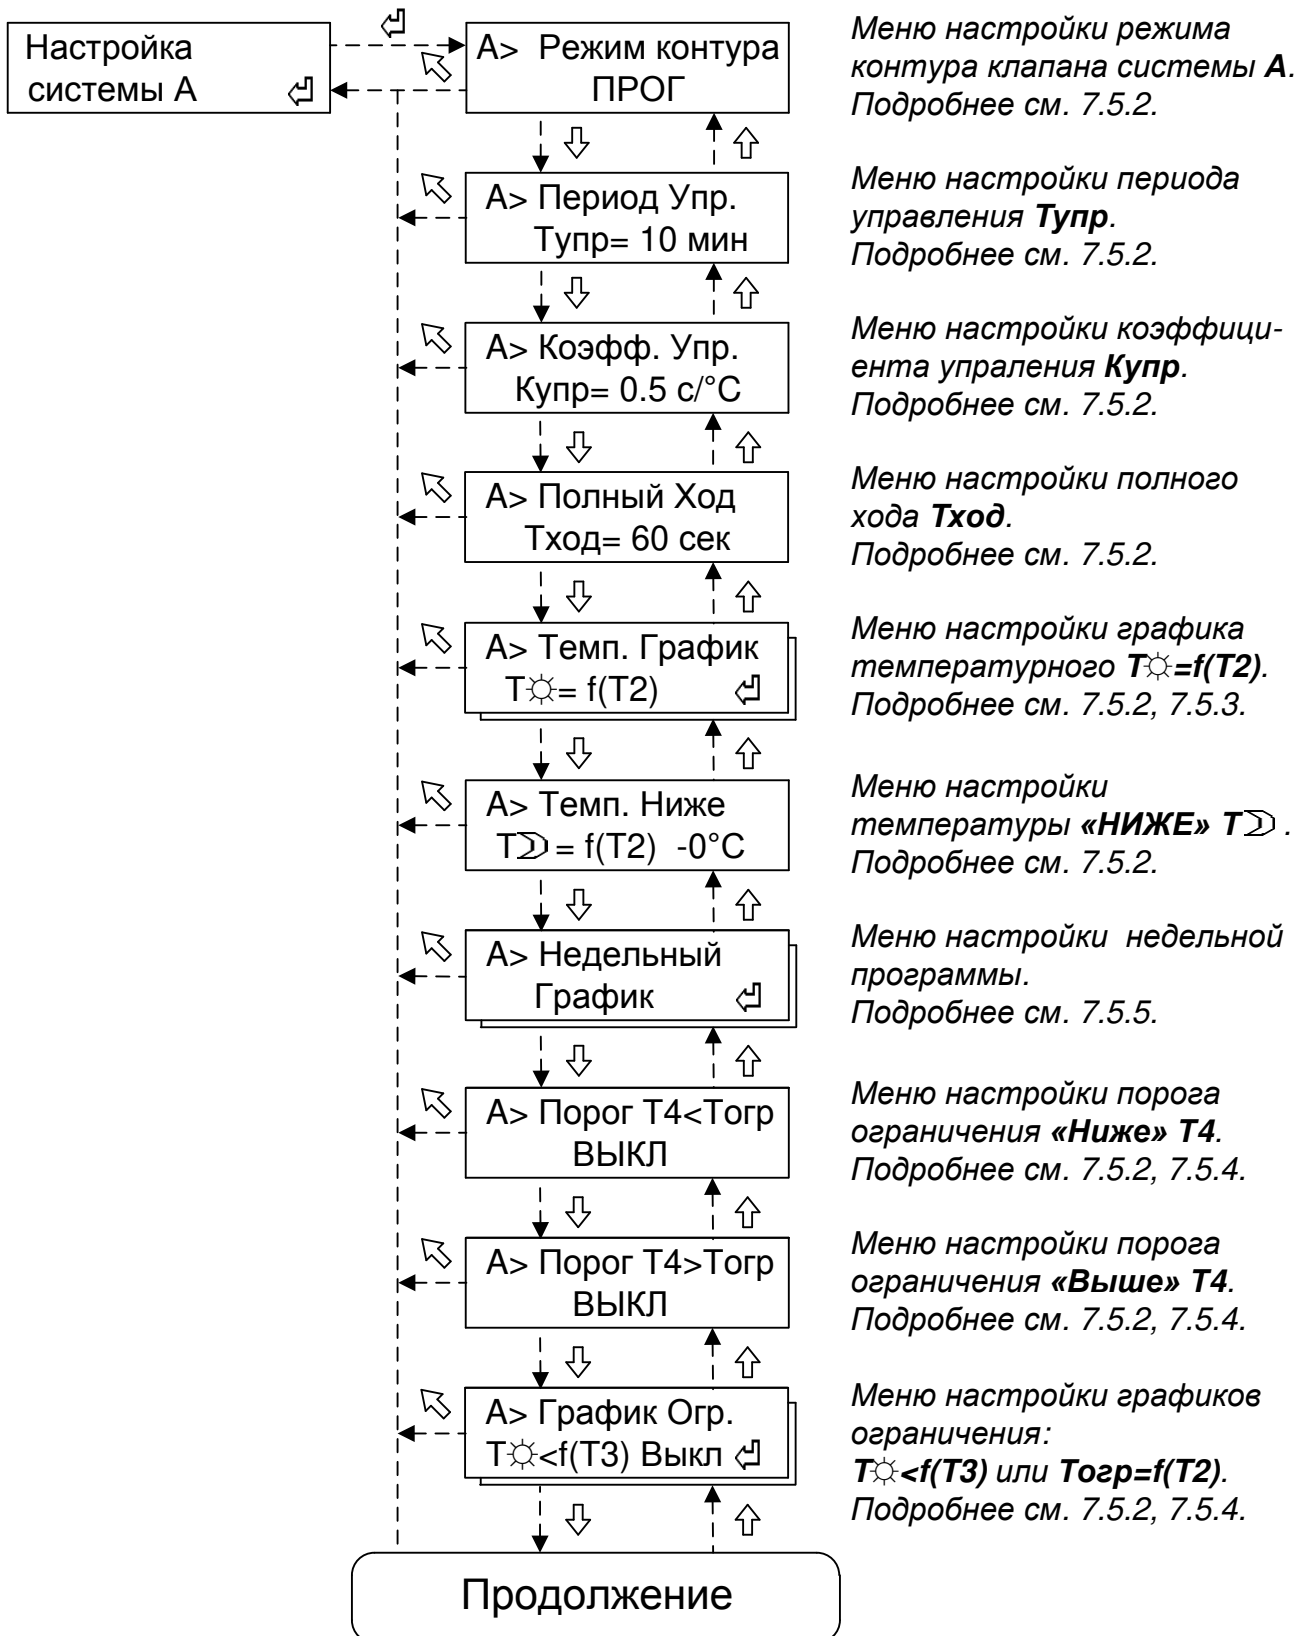 Настройка
системы А
А> Режим контура
ПРОГ
Меню настройки режима
контура клапана системы А.
Подробнее см. 7.5.2.
А> Период Упр.
Тупр= 10 мин
Меню настройки периода
управления Тупр.
Подробнее см. 7.5.2.
А> Коэфф. Упр.
Купр= 0.5 с/°С
Меню настройки коэффици-
ента упраления Купр.
Подробнее см. 7.5.2.
А> Полный Ход
Тход= 60 сек
Меню настройки полного
хода Тход.
Подробнее см. 7.5.2.
А> Темп. График
Т☼= f(T2)
Меню настройки графика
температурного Т☼=f(T2).
Подробнее см. 7.5.2, 7.5.3.
А> Темп. Ниже
Т☽= f(T2) -0°С
Меню настройки
температуры «НИЖЕ» Т☽.
Подробнее см. 7.5.2.
А> Недельный
График
Меню настройки недельной
программы.
Подробнее см. 7.5.5.
А> Порог Т4<Тогр
ВЫКЛ
Меню настройки порога
ограничения «Ниже» Т4.
Подробнее см. 7.5.2, 7.5.4.
А> Порог Т4>Тогр
ВЫКЛ
Меню настройки порога
ограничения «Выше» Т4.
Подробнее см. 7.5.2, 7.5.4.
А> График Огр.
Т☼<f(T3) Выкл
Меню настройки графиков
ограничения:
Т☼<f(T3) или Тогр=f(T2).
Подробнее см. 7.5.2, 7.5.4.
Продолжение